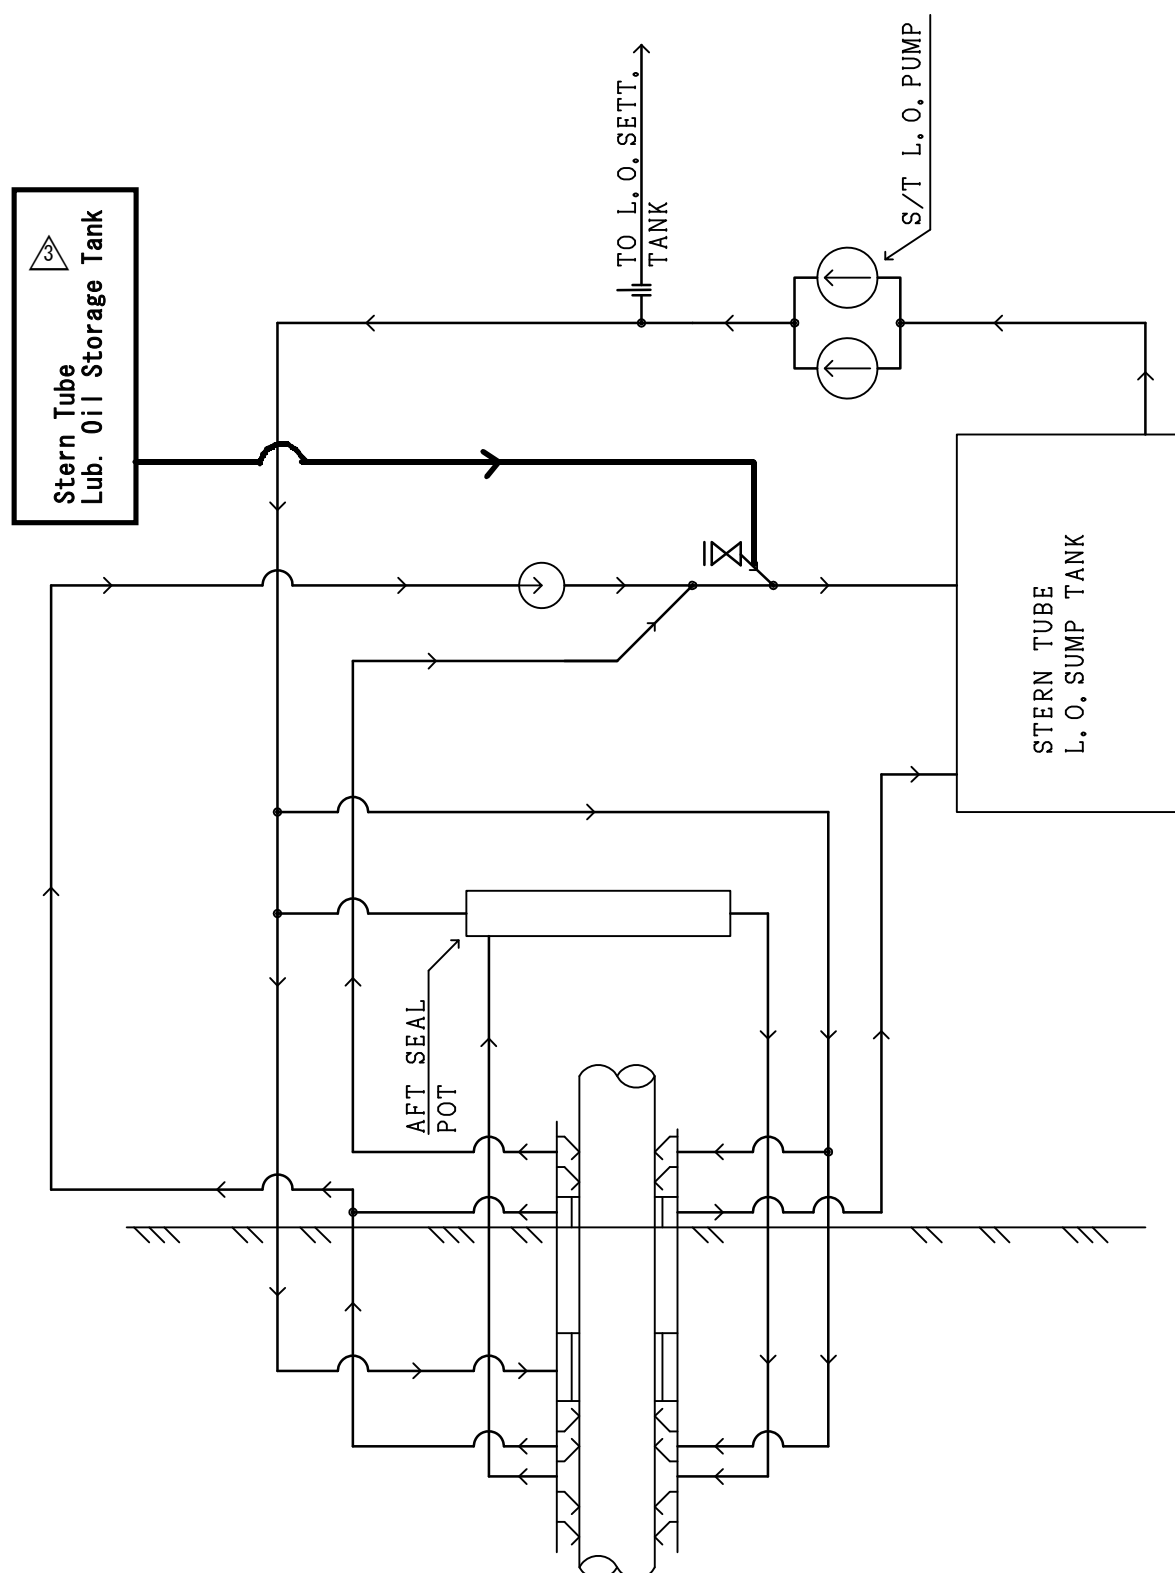 3
Stern Tube
Lub. Oil Storage Tank
TO L.O.SETT.
TANK
S/T L.O.PUMP
AFT SEAL
POT
STERN TUBE
L.O.SUMP TANK